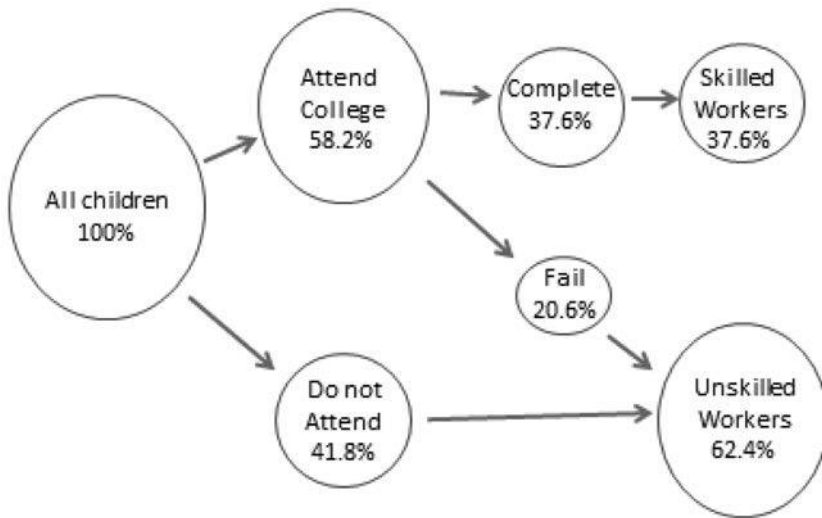 All children
100%
Attend
College
58.2%
Complete
37.6%
Skilled
Workers
37.6%
Fail
20.6%
Do not
Attend
41.8%
Unskilled
Workers
62.4%